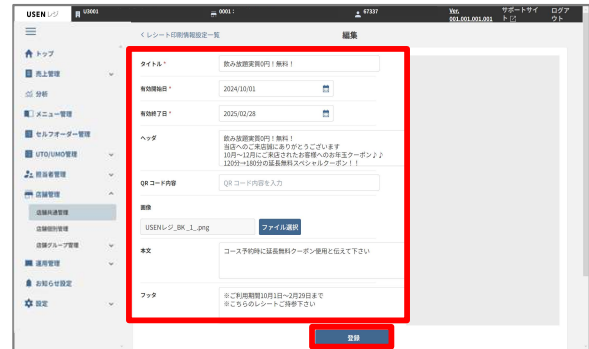 USEN レジ
U3001
0001：
67337
Ver.
001.001.001.001
サポートサイ
ト
ログア
ウト
くレシート印刷情報設定一覧
編集
トップ
売上管理
分析
メニュー管理
セルフオーダー管理
UTO/UMO管理
担当者管理
店舗管理
店舗共通管理
店舗個別管理
店舗グループ管理
運用管理
お知らせ設定
設定
タイトル *
飲み放題実質0円！無料！
有効開始日 *
2024/10/01
有効終了日 *
2025/02/28
ヘッダ
飲み放題実質0円！無料！
当店へのご来店誠にありがとうございます
10月～12月にご来店されたお客様へのお年玉クーポン♪♪
120分→180分の延長無料スペシャルクーポン！！
QR コード内容
QR コード内容を入力
画像
USENレジ_BK _1_.png
ファイル選択
本文
コース予約時に延長無料クーポン使用と伝えて下さい
フッタ
※ご利用期間10月1日～2月29日まで
※こちらのレシートご持参下さい
登録